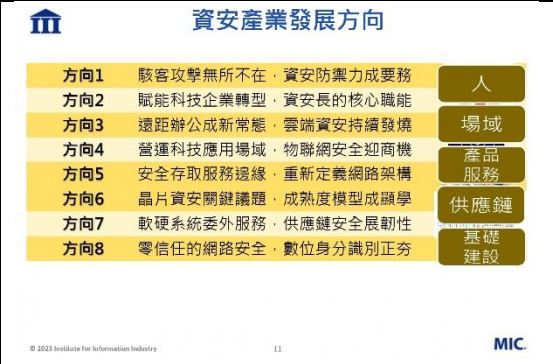 資安產業發展方向
方向1 駭客攻擊無所不在，資安防禦力成要務
方向2 賦能科技企業轉型，資安長的核心職能
方向3 遠距辦公成新常態，雲端資安持續發燒
方向4 營運科技應用場域，物聯網安全迎商機
方向5 安全存取服務邊緣，重新定義網路架構
方向6 晶片資安關鍵議題，成熟度模型成顯學
方向7 軟硬系統委外服務，供應鏈安全展韌性
方向8 零信任的網路安全，數位身分識別正夯
人
場域
產品
服務
供應鏈
基礎
建設
© 2023 Institute for Information Industry
11
MIC.